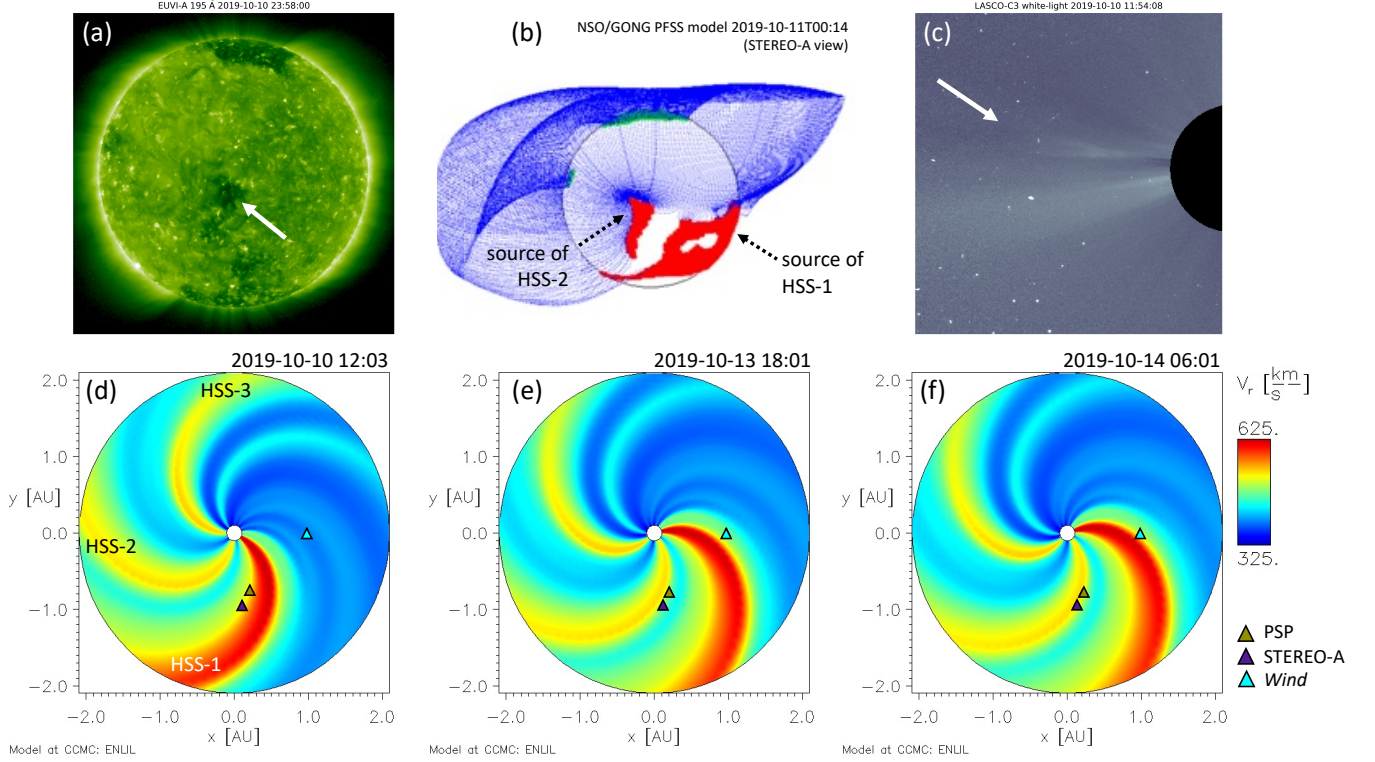 EUVI-A 195 Å 2019-10-10 23:58:00
(a)
(b)
NSO/GONG PFSS model 2019-10-11T00:14
(STEREO-A view)
source of
HSS-2
source of
HSS-1
LASCO-C3 white-light 2019-10-10 11:54:08
(c)
2019-10-10 12:03
(d)
HSS-3
HSS-2
HSS-1
2.0
1.0
y [AU]
0.0
−1.0
−2.0
−2.0 −1.0 0.0 1.0 2.0
x [AU]
Model at CCMC: ENLIL
2019-10-13 18:01
(e)
2.0
1.0
y [AU]
0.0
−1.0
−2.0
−2.0 −1.0 0.0 1.0 2.0
x [AU]
Model at CCMC: ENLIL
2019-10-14 06:01
(f)
2.0
1.0
y [AU]
0.0
−1.0
−2.0
−2.0 −1.0 0.0 1.0 2.0
x [AU]
Model at CCMC: ENLIL
Vr [km/s]
625.
325.
PSP
STEREO-A
Wind